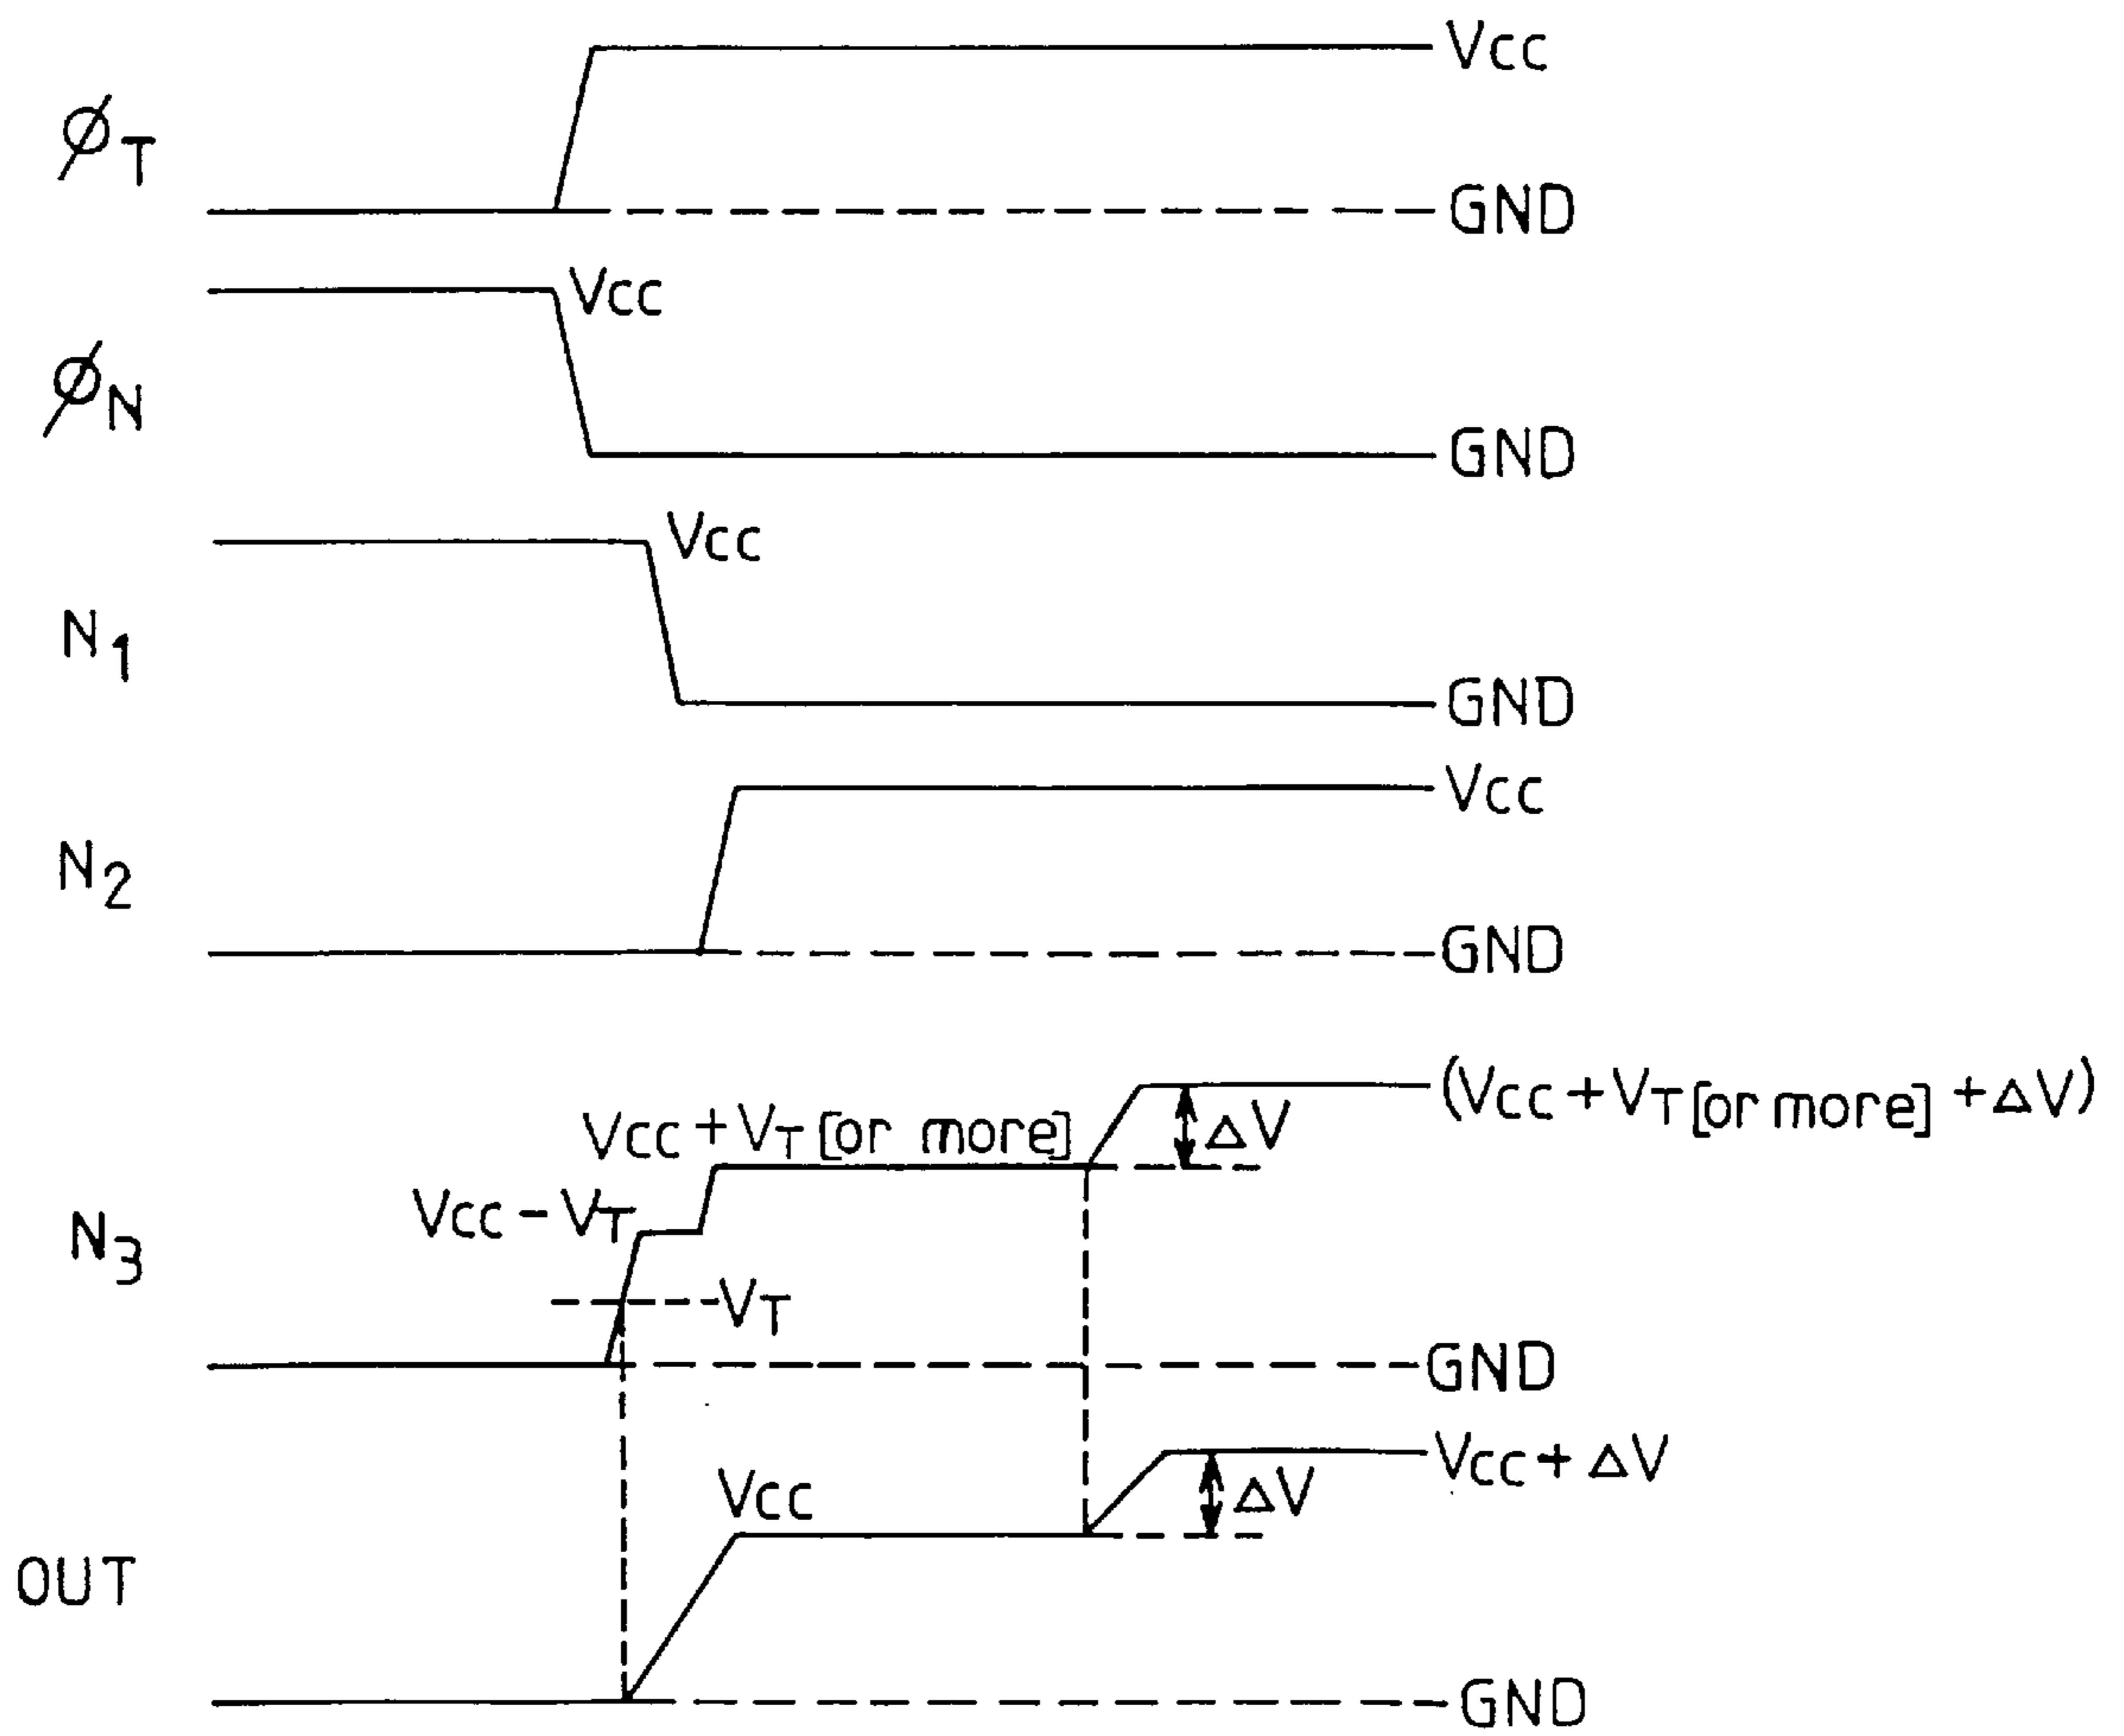 Vcc
ØT
GND
Vcc
ØN
GND
Vcc
N1
GND
Vcc
N2
GND
(Vcc+VT[or more]+ΔV)
Vcc+VT[or more]
ΔV
Vcc-VT
N3
VT
GND
Vcc+ΔV
Vcc
ΔV
OUT
GND